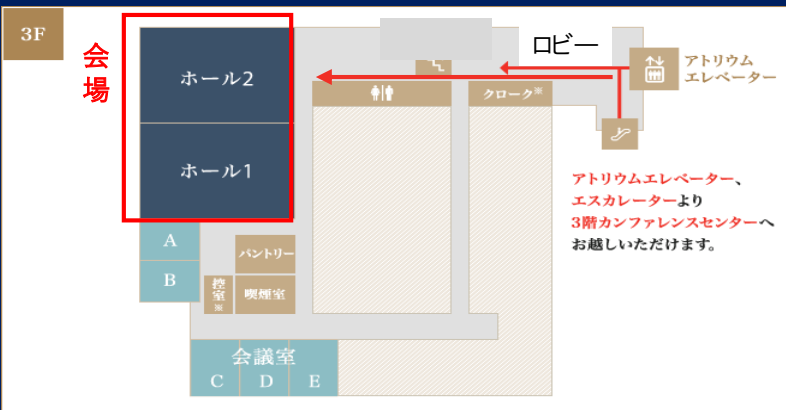 3F
会
場
ホール2
ホール1
ロビー
アトリウム
エレベーター
クローク※
アトリウムエレベーター、
エスカレーターより
3階カンファレンスセンターへ
お越しいただけます。
A
B
パントリー
控
室
※
喫煙室
会議室
C D E